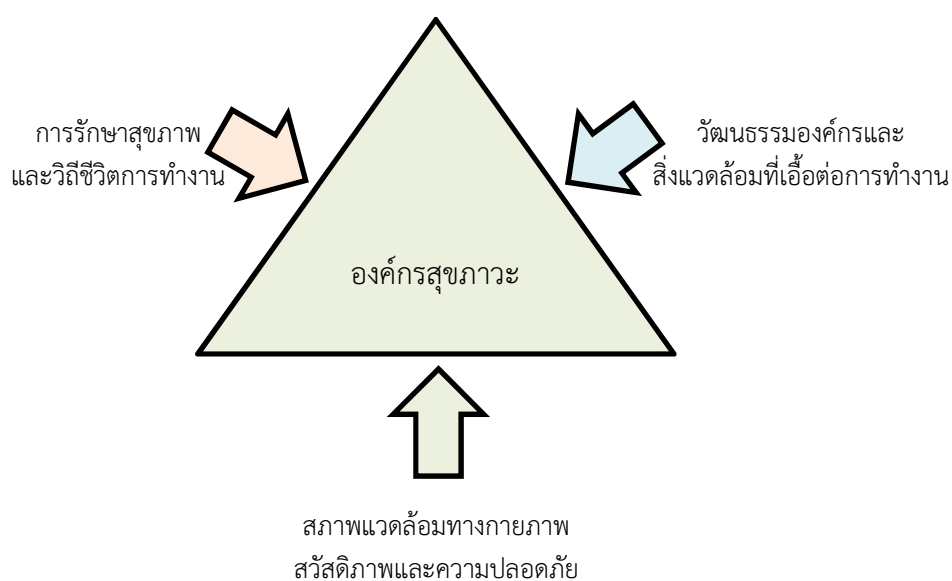 การรักษาสุขภาพ
และวิถีชีวิตการทำงาน
วัฒนธรรมองค์กรและ
สิ่งแวดล้อมที่เอื้อต่อการทำงาน
องค์กรสุขภาวะ
สภาพแวดล้อมทางกายภาพ
สวัสดิภาพและความปลอดภัย